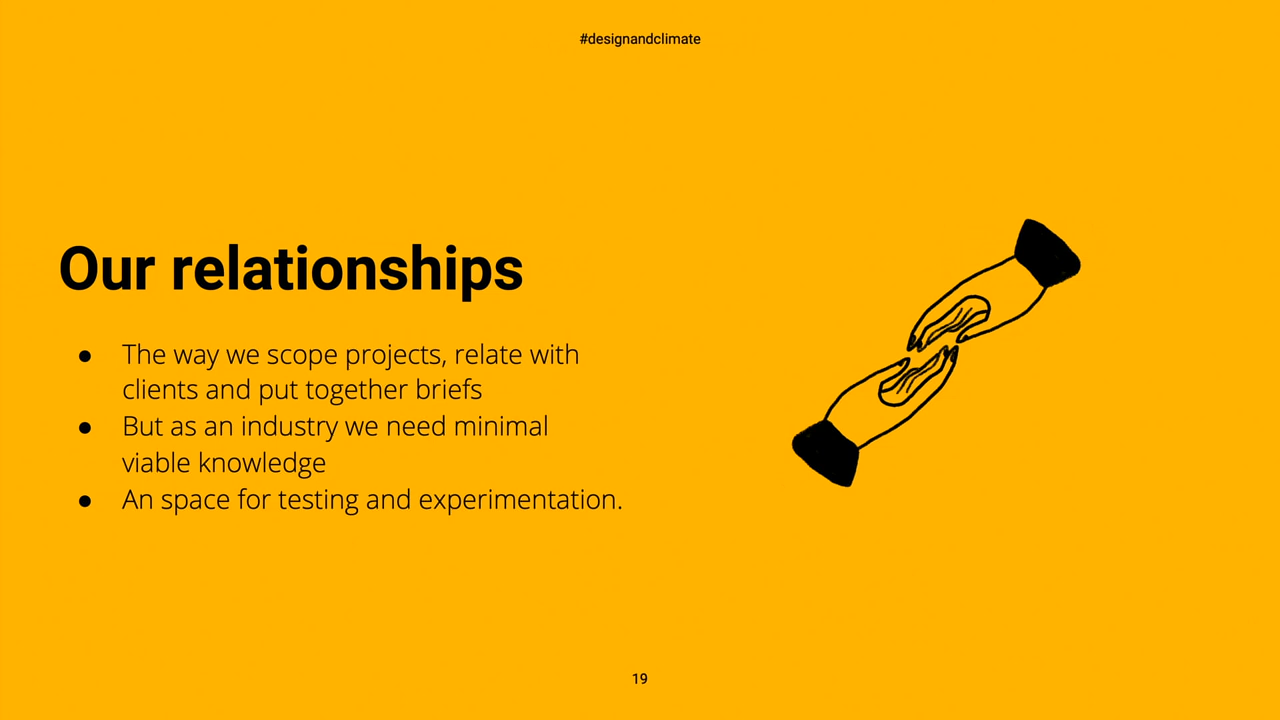 #designandclimate
Our relationships
● The way we scope projects, relate with
clients and put together briefs
● But as an industry we need minimal
viable knowledge
● An space for testing and experimentation.
19